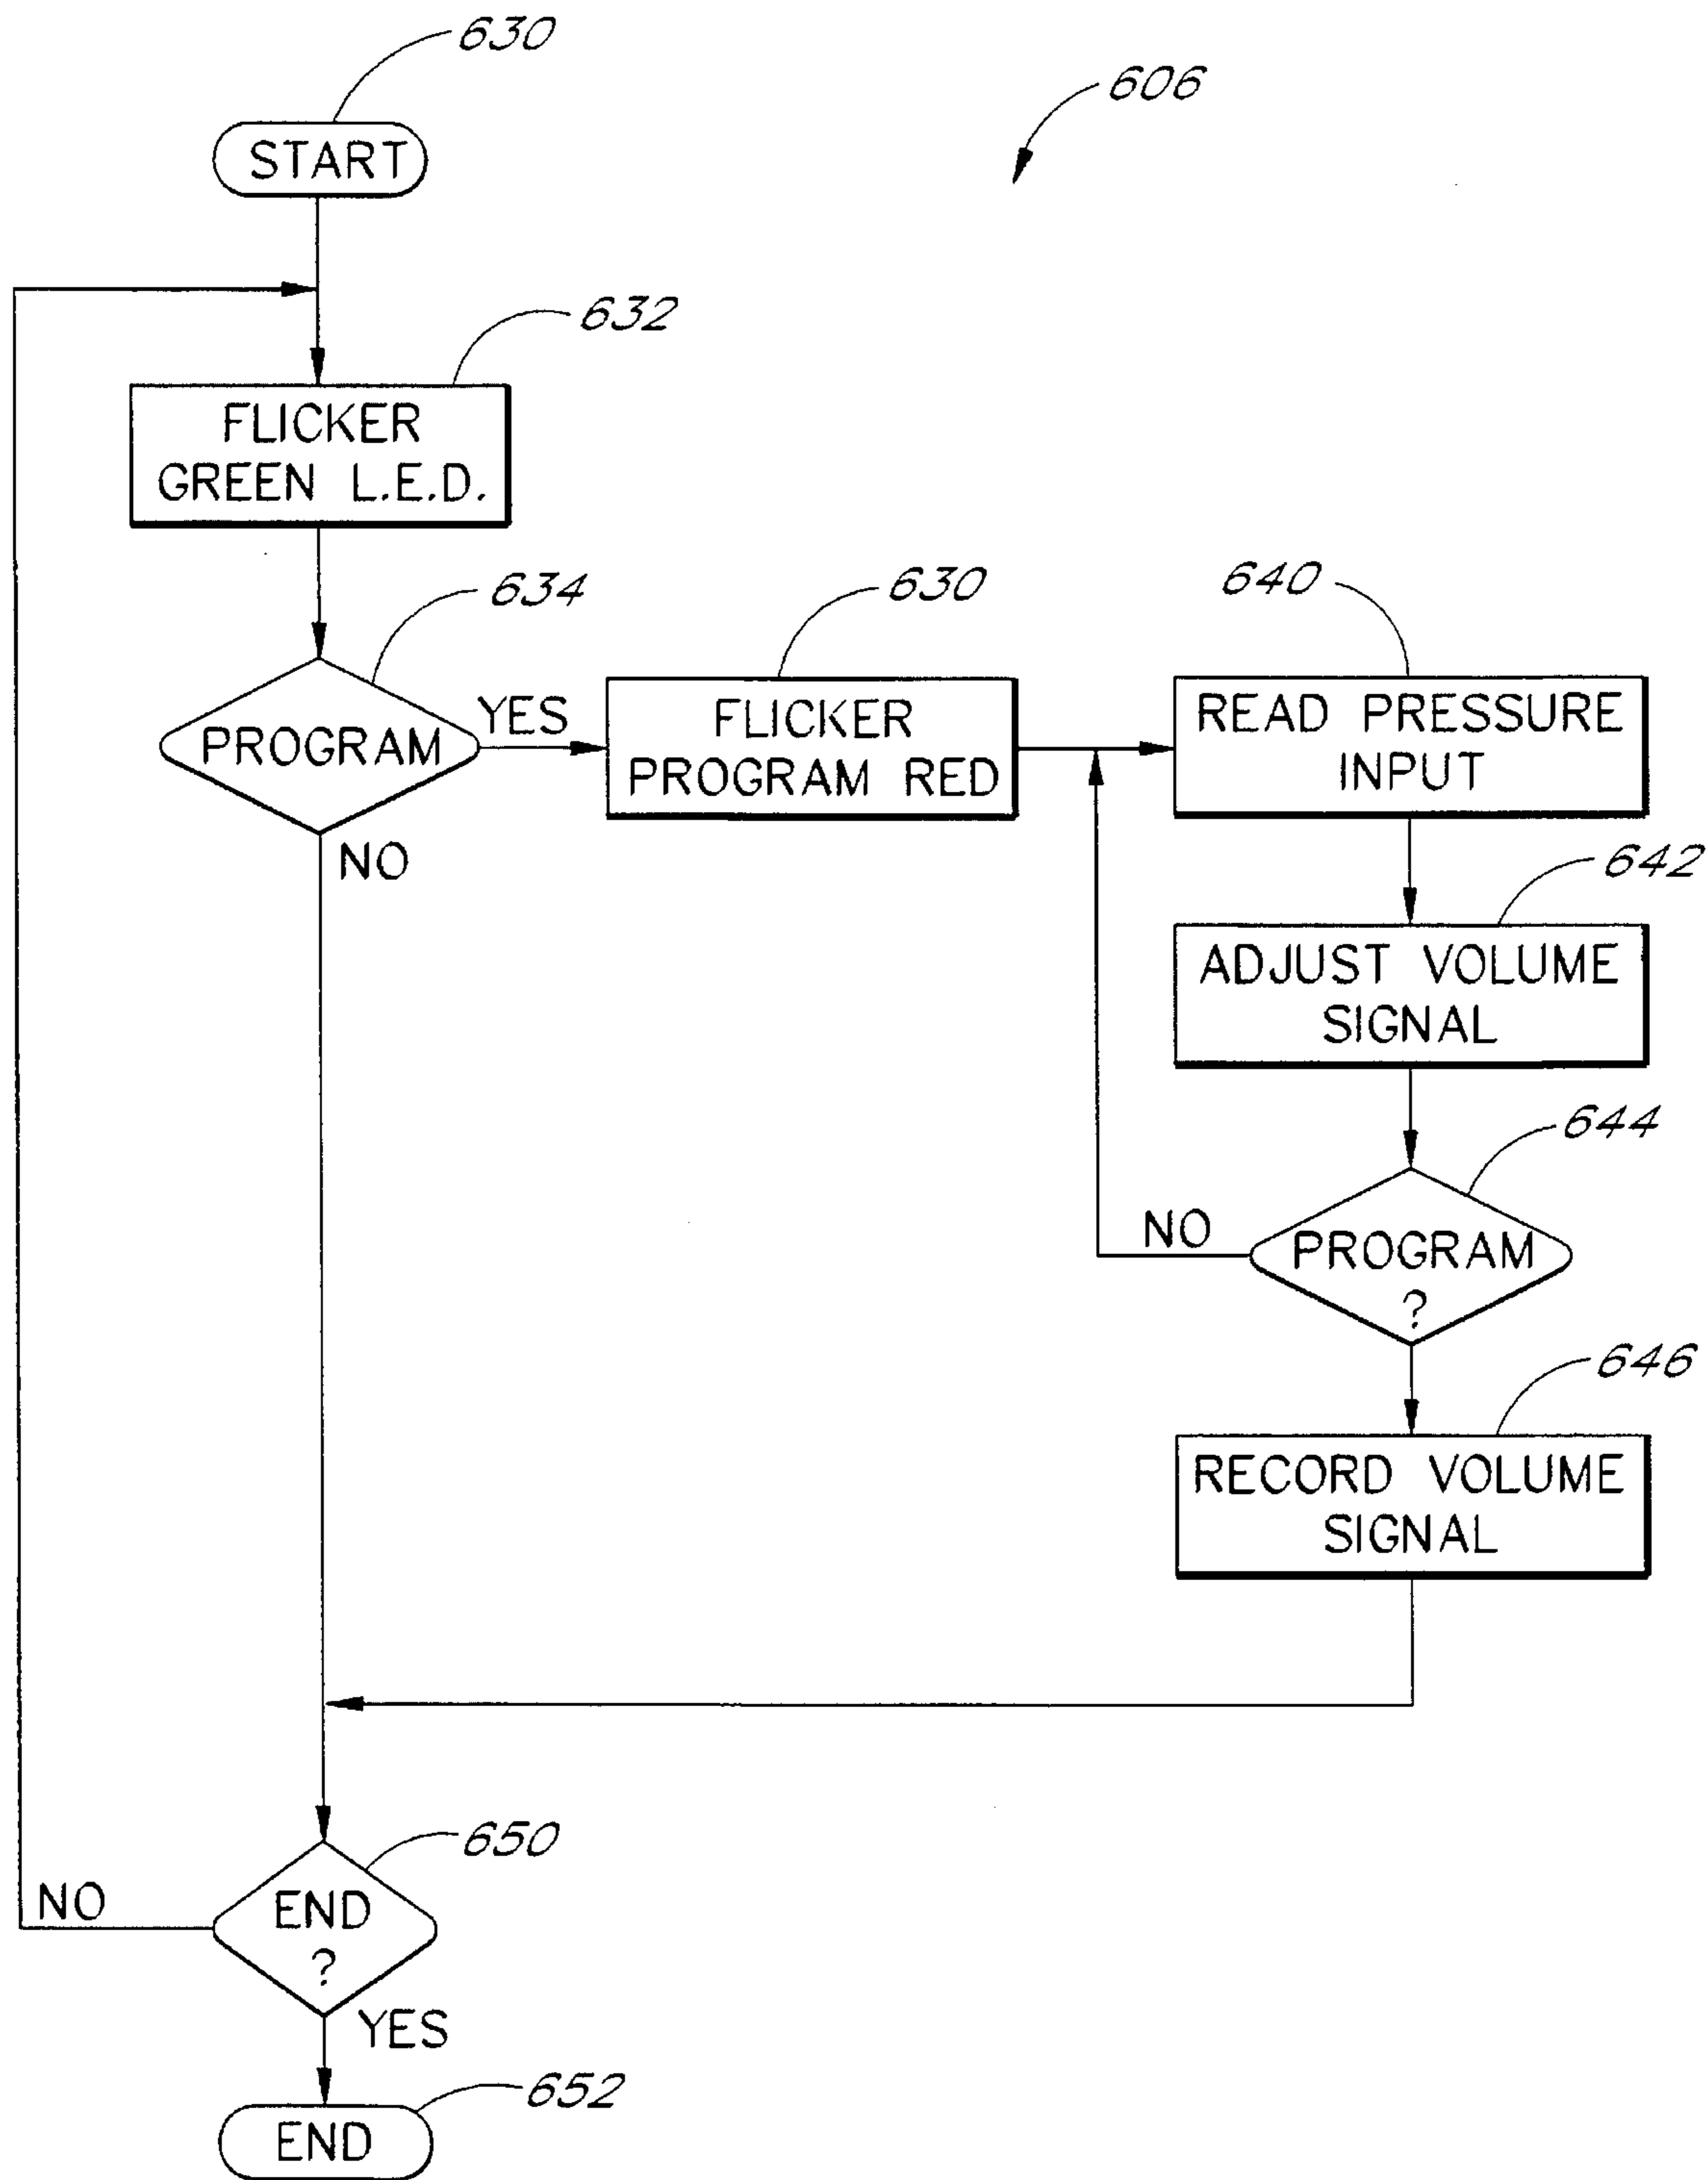 630
606
START
632
FLICKER
GREEN L.E.D.
634
PROGRAM
YES
NO
630
FLICKER
PROGRAM RED
640
READ PRESSURE
INPUT
642
ADJUST VOLUME
SIGNAL
644
PROGRAM
?
NO
646
RECORD VOLUME
SIGNAL
650
END
?
NO
YES
652
END